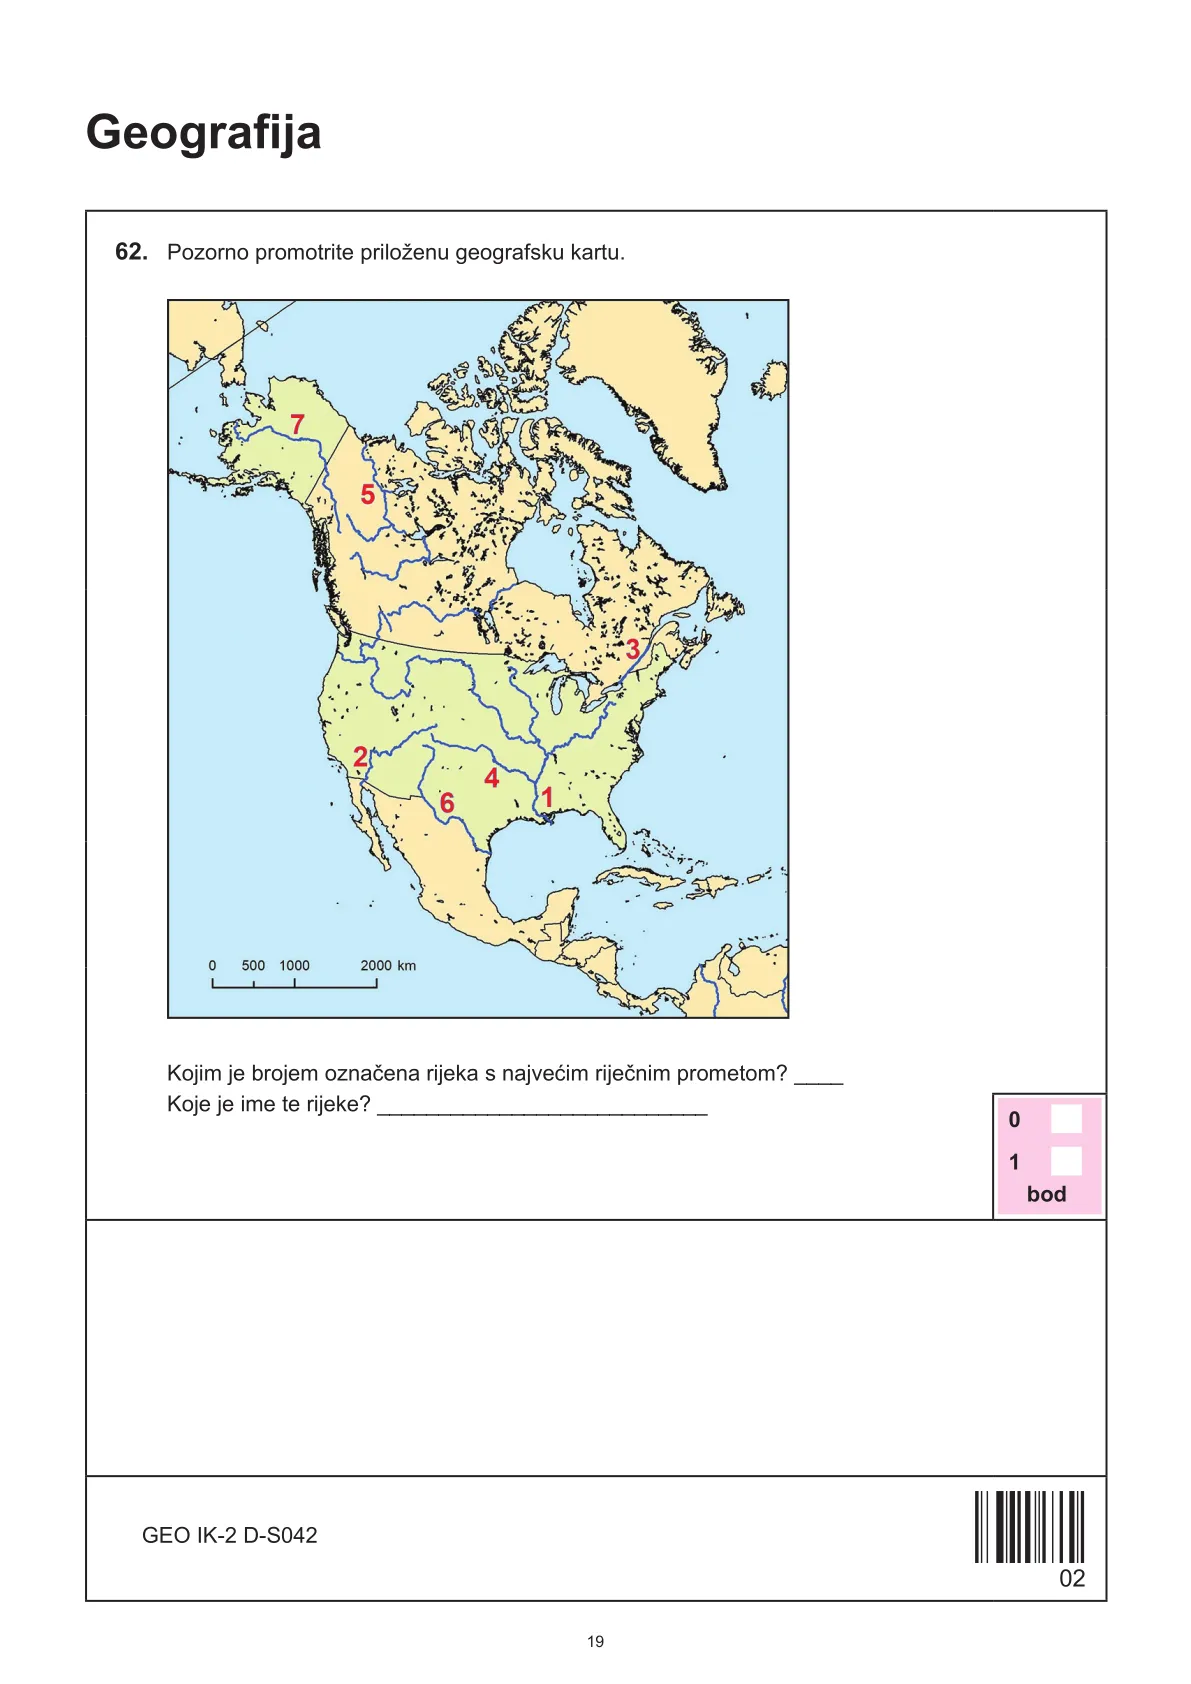 Geografija
62. Pozorno promotrite priloženu geografsku kartu.
7
5
3
2
4
6
1
0 500 1000 2000 km
Kojim je brojem označena rijeka s najvećim riječnim prometom? ____
Koje je ime te rijeke? ___________________________
0
1
bod
GEO IK-2 D-S042
02
19